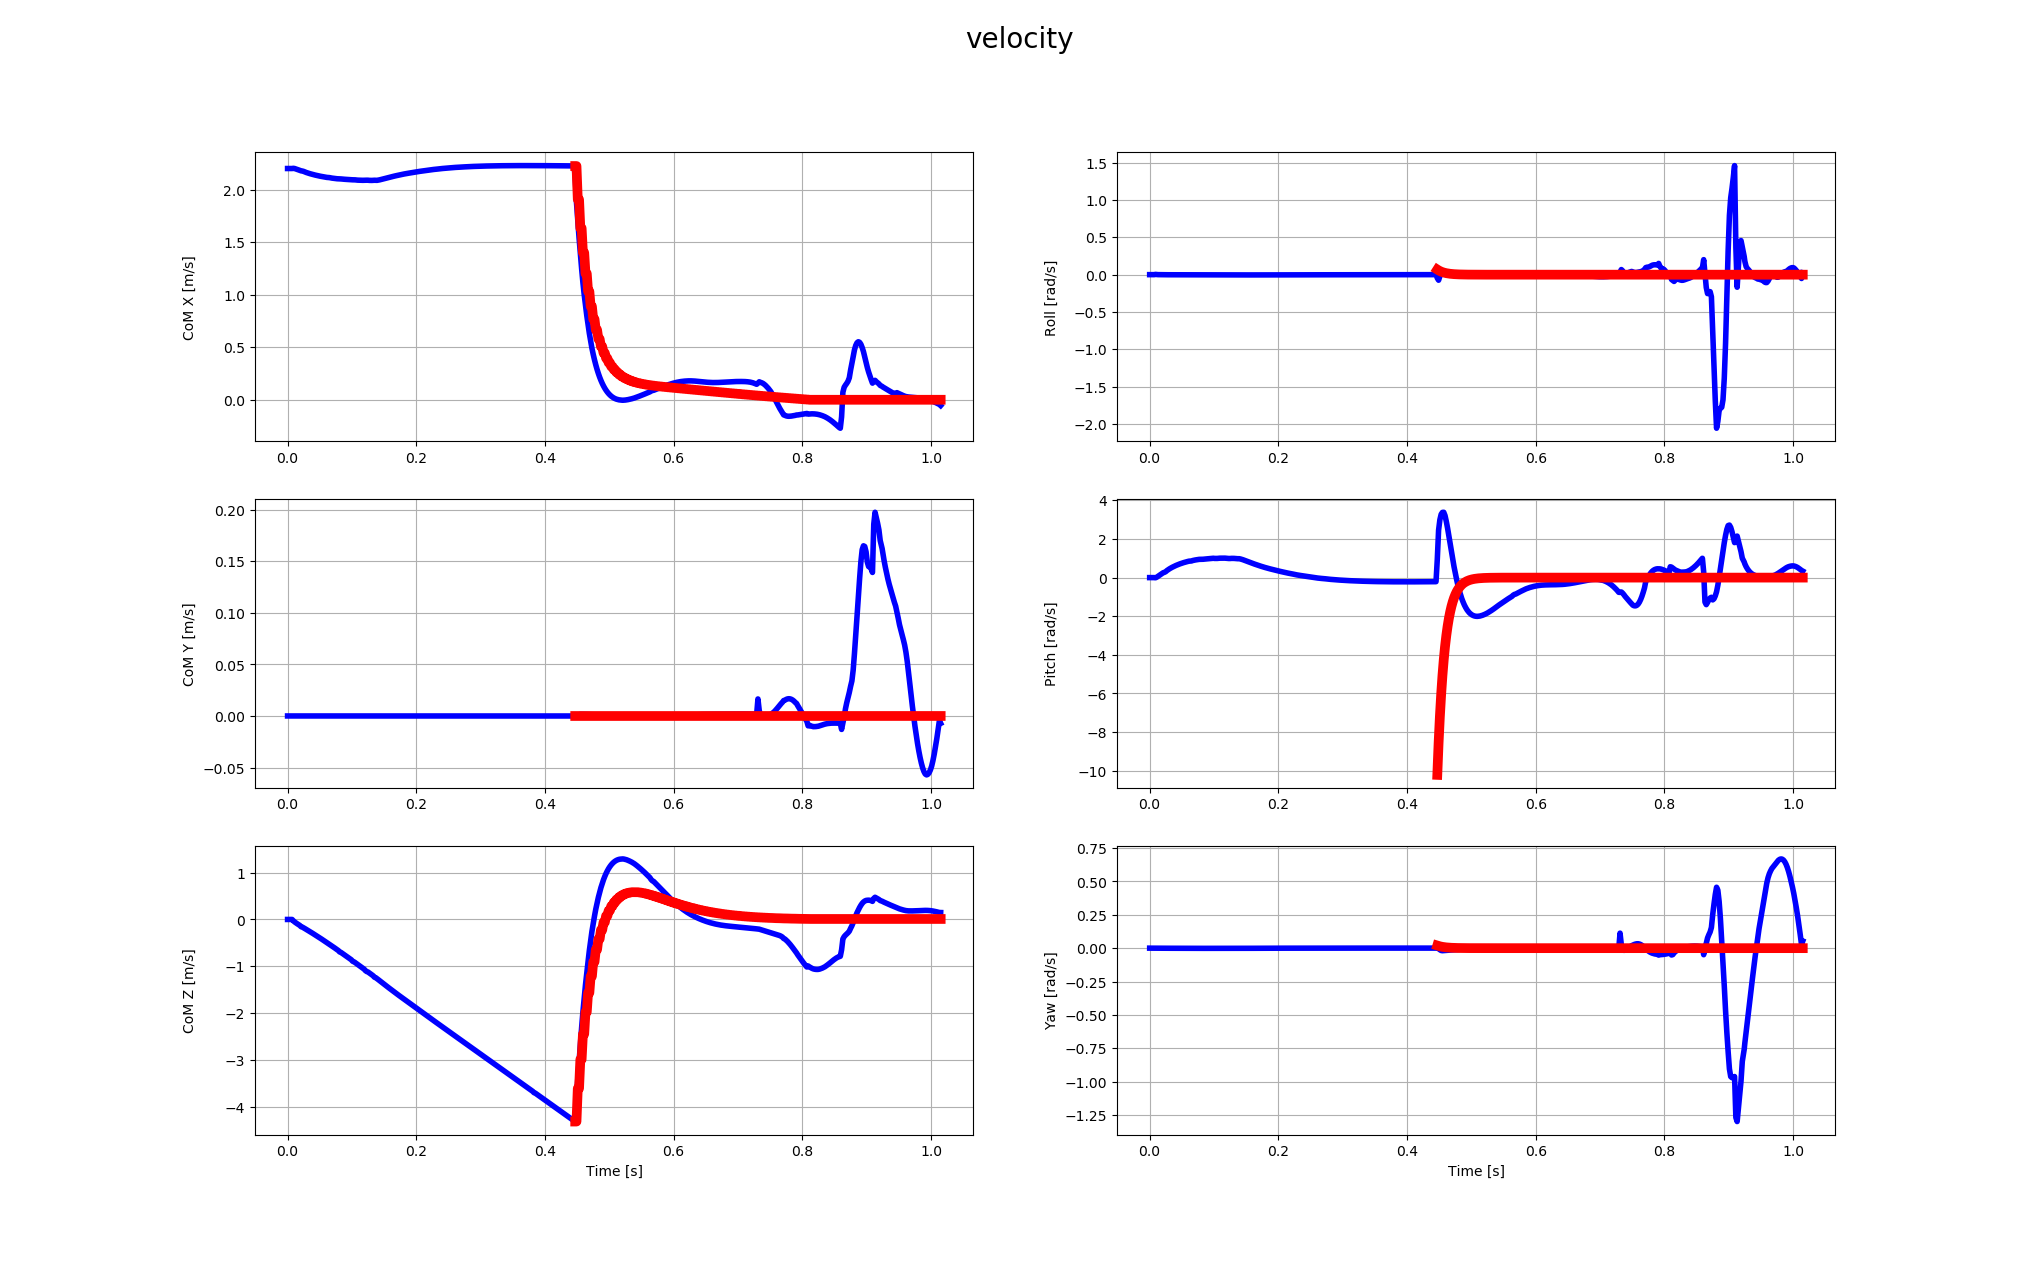 velocity
CoM X [m/s]
2.0
1.5
1.0
0.5
0.0
0.0 0.2 0.4 0.6 0.8 1.0
Roll [rad/s]
1.5
1.0
0.5
0.0
−0.5
−1.0
−1.5
−2.0
0.0 0.2 0.4 0.6 0.8 1.0
CoM Y [m/s]
0.20
0.15
0.10
0.05
0.00
−0.05
0.0 0.2 0.4 0.6 0.8 1.0
Pitch [rad/s]
4
2
0
−2
−4
−6
−8
−10
0.0 0.2 0.4 0.6 0.8 1.0
CoM Z [m/s]
1
0
−1
−2
−3
−4
0.0 0.2 0.4 0.6 0.8 1.0
Time [s]
Yaw [rad/s]
0.75
0.50
0.25
0.00
−0.25
−0.50
−0.75
−1.00
−1.25
0.0 0.2 0.4 0.6 0.8 1.0
Time [s]